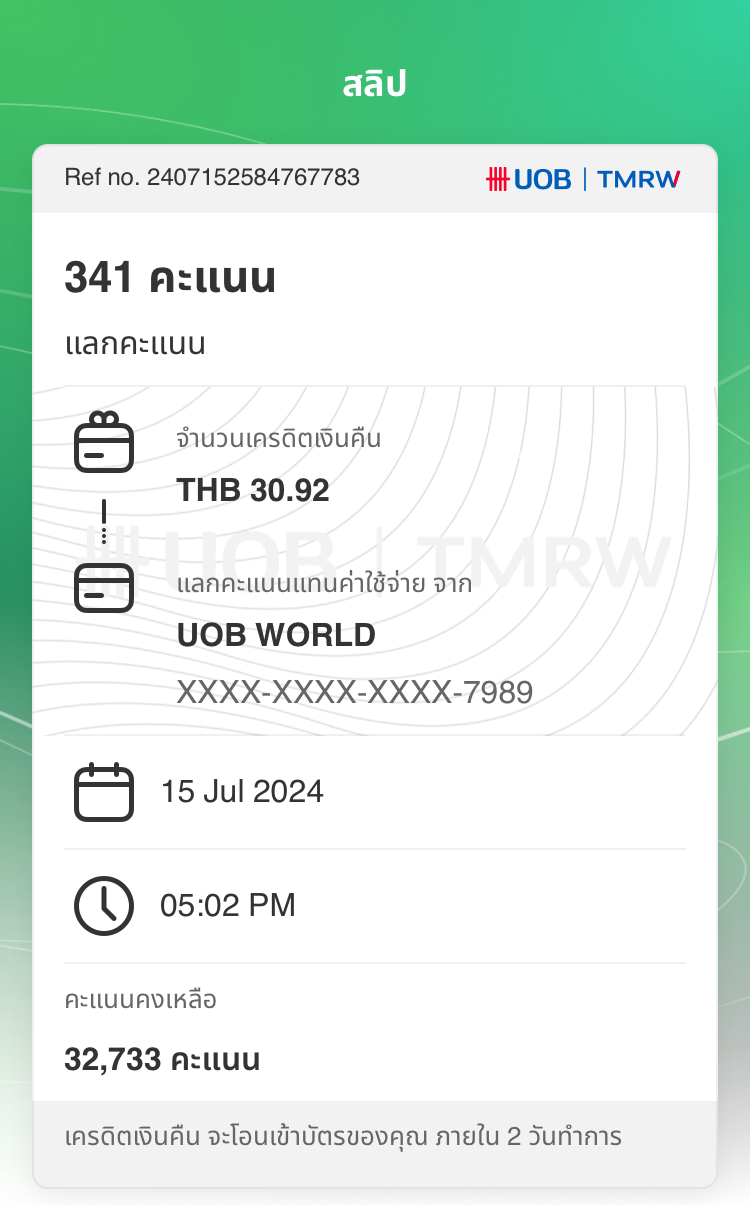 สลิป
Ref no. 2407152584767783
UOB | TMRW
341 คะแนน
แลกคะแนน
จำนวนเครดิตเงินคืน
THB 30.92
UOB | TMRW
แลกคะแนนแทนค่าใช้จ่าย จาก
UOB WORLD
XXXX-XXXX-XXXX-7989
15 Jul 2024
05:02 PM
คะแนนคงเหลือ
32,733 คะแนน
เครดิตเงินคืน จะโอนเข้าบัตรของคุณ ภายใน 2 วันทำการ